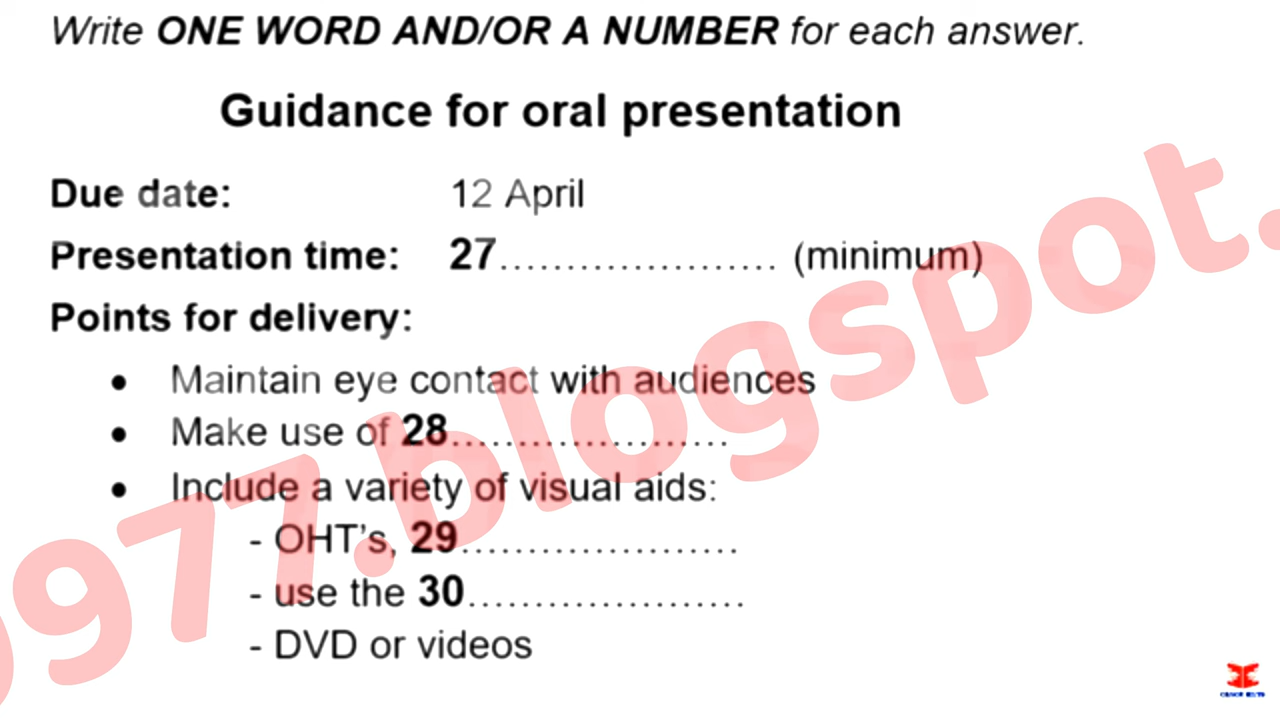 Write ONE WORD AND/OR A NUMBER for each answer.
Guidance for oral presentation
Due date: 12 April
Presentation time: 27..................... (minimum)
Points for delivery:
• Maintain eye contact with audiences
• Make use of 28.....................
• Include a variety of visual aids:
- OHT's, 29.....................
- use the 30.....................
- DVD or videos
977.blogspot.